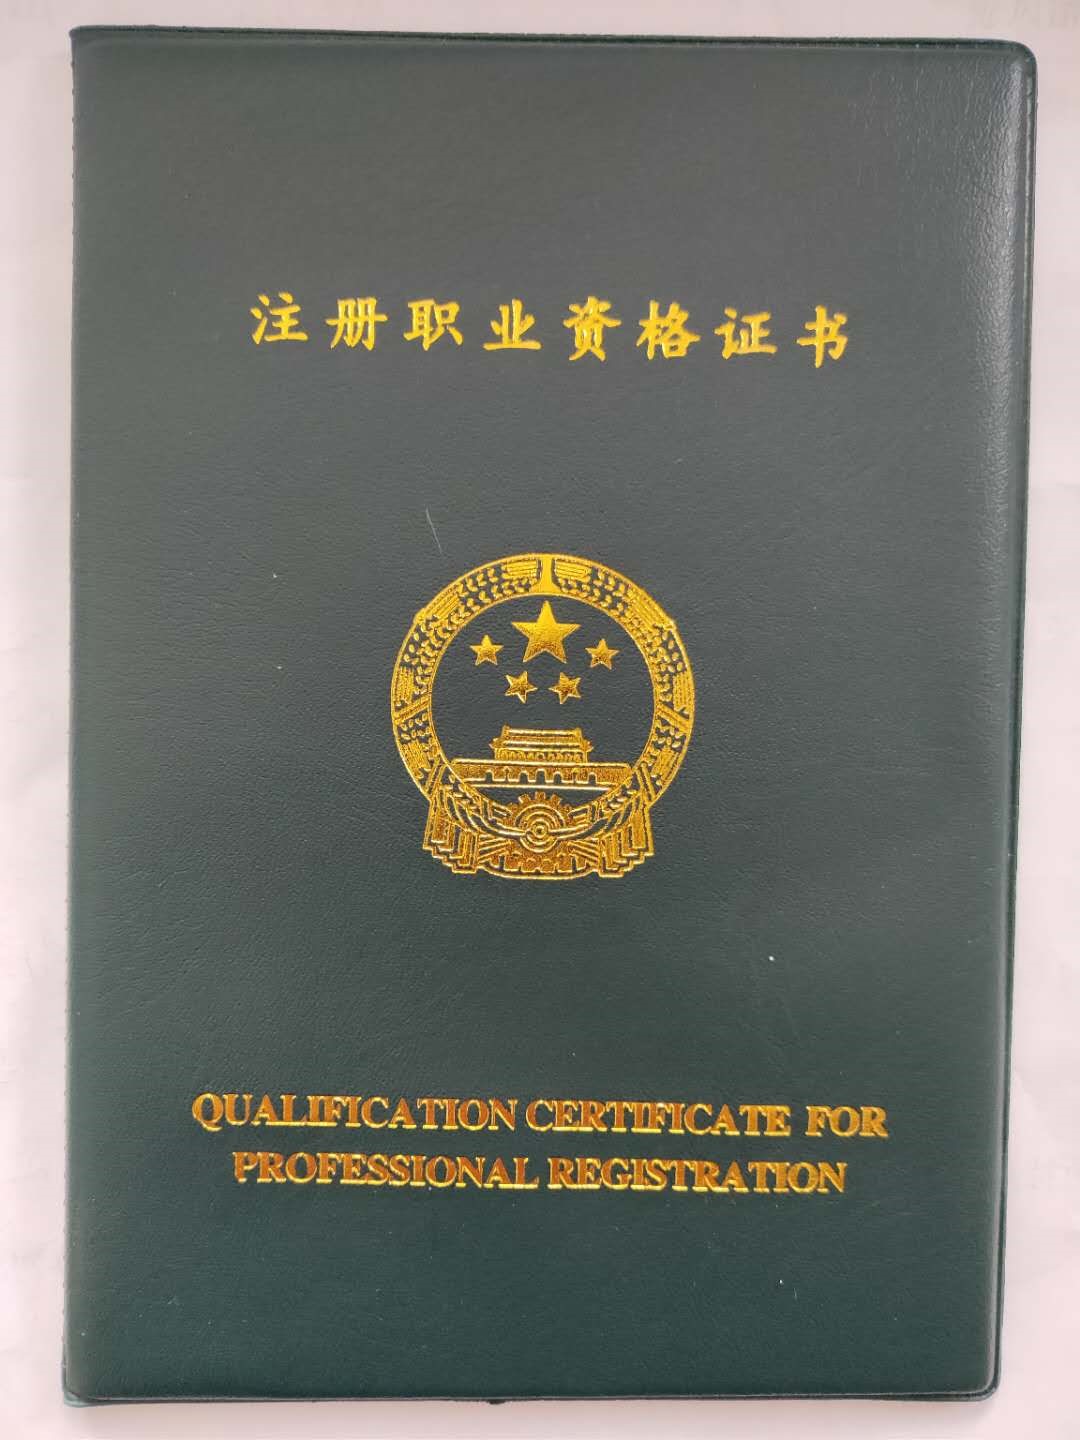 注册职业资格证书
QUALIFICATION CERTIFICATE FOR
PROFESSIONAL REGISTRATION